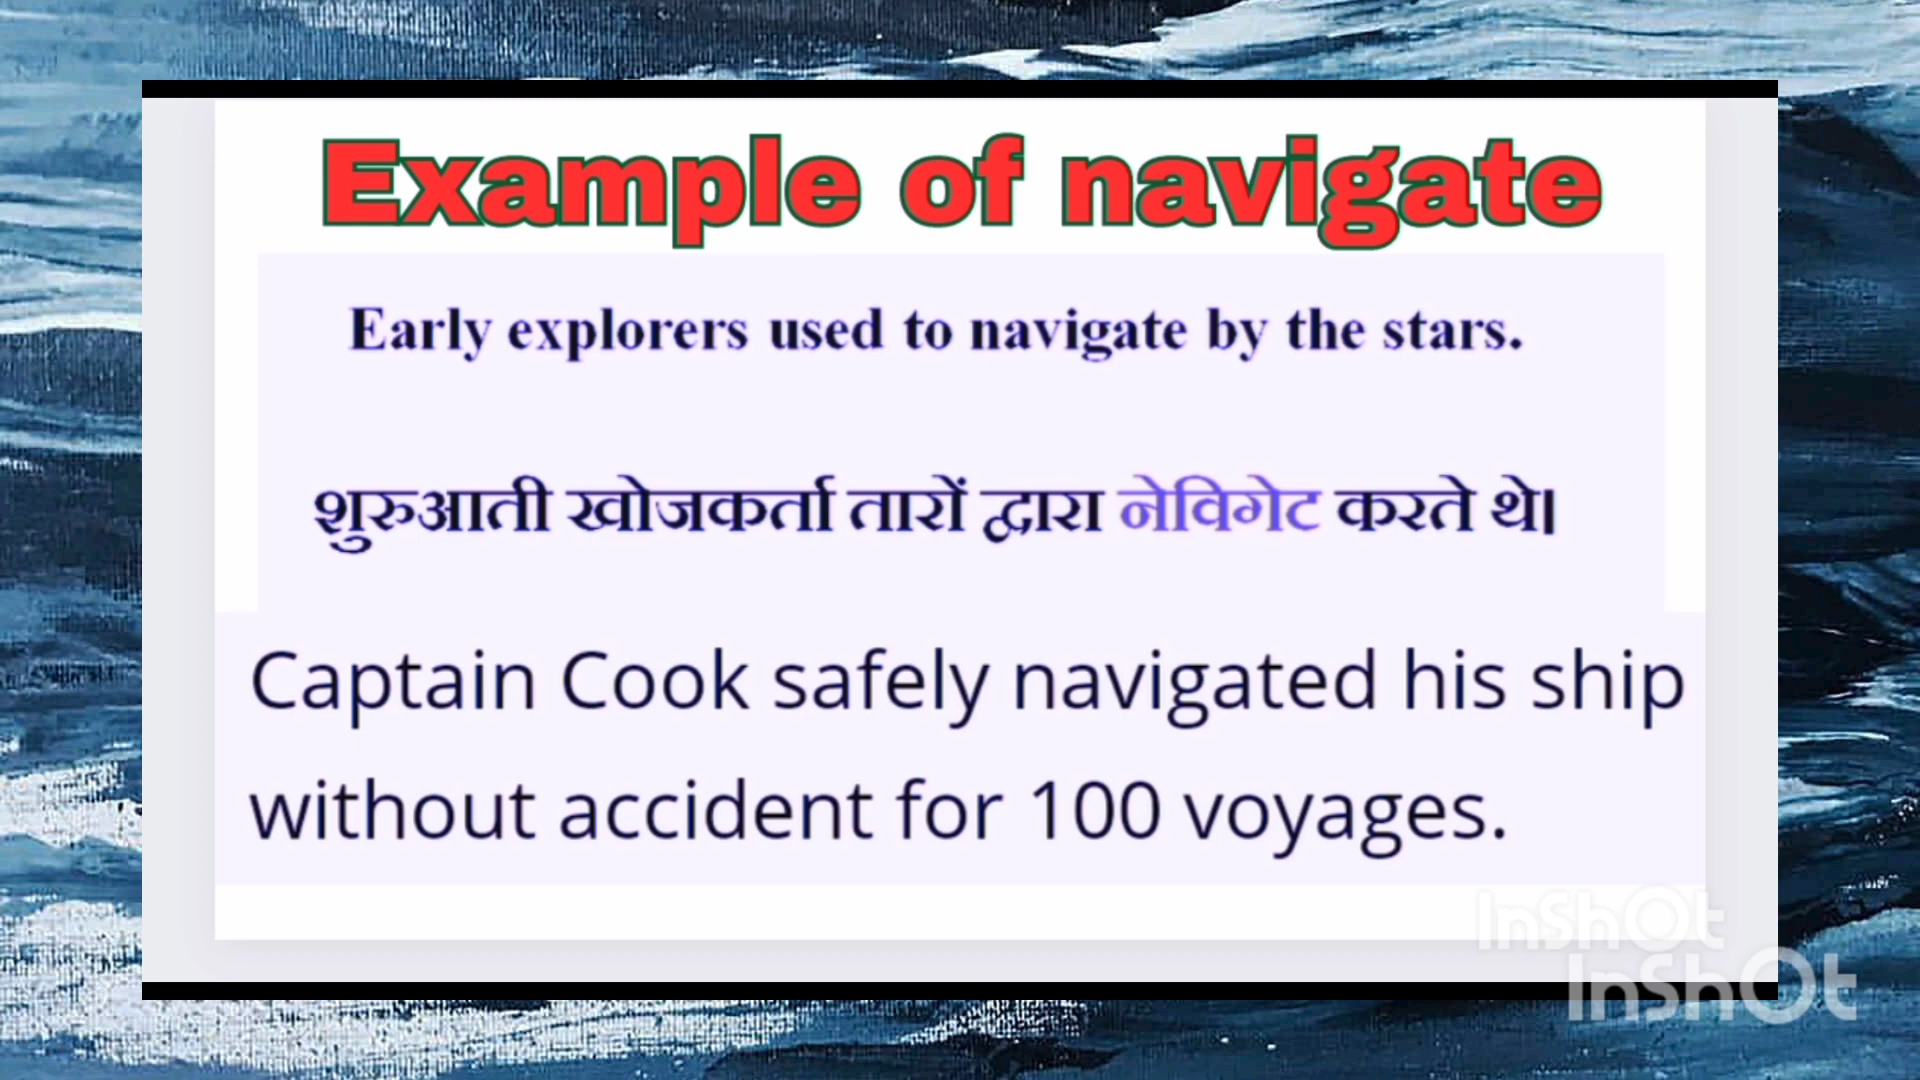 Example of navigate
Early explorers used to navigate by the stars.
शुरुआती खोजकर्ता तारों द्वारा नेविगेट करते थे।
Captain Cook safely navigated his ship
without accident for 100 voyages.
InShOt
InShOt